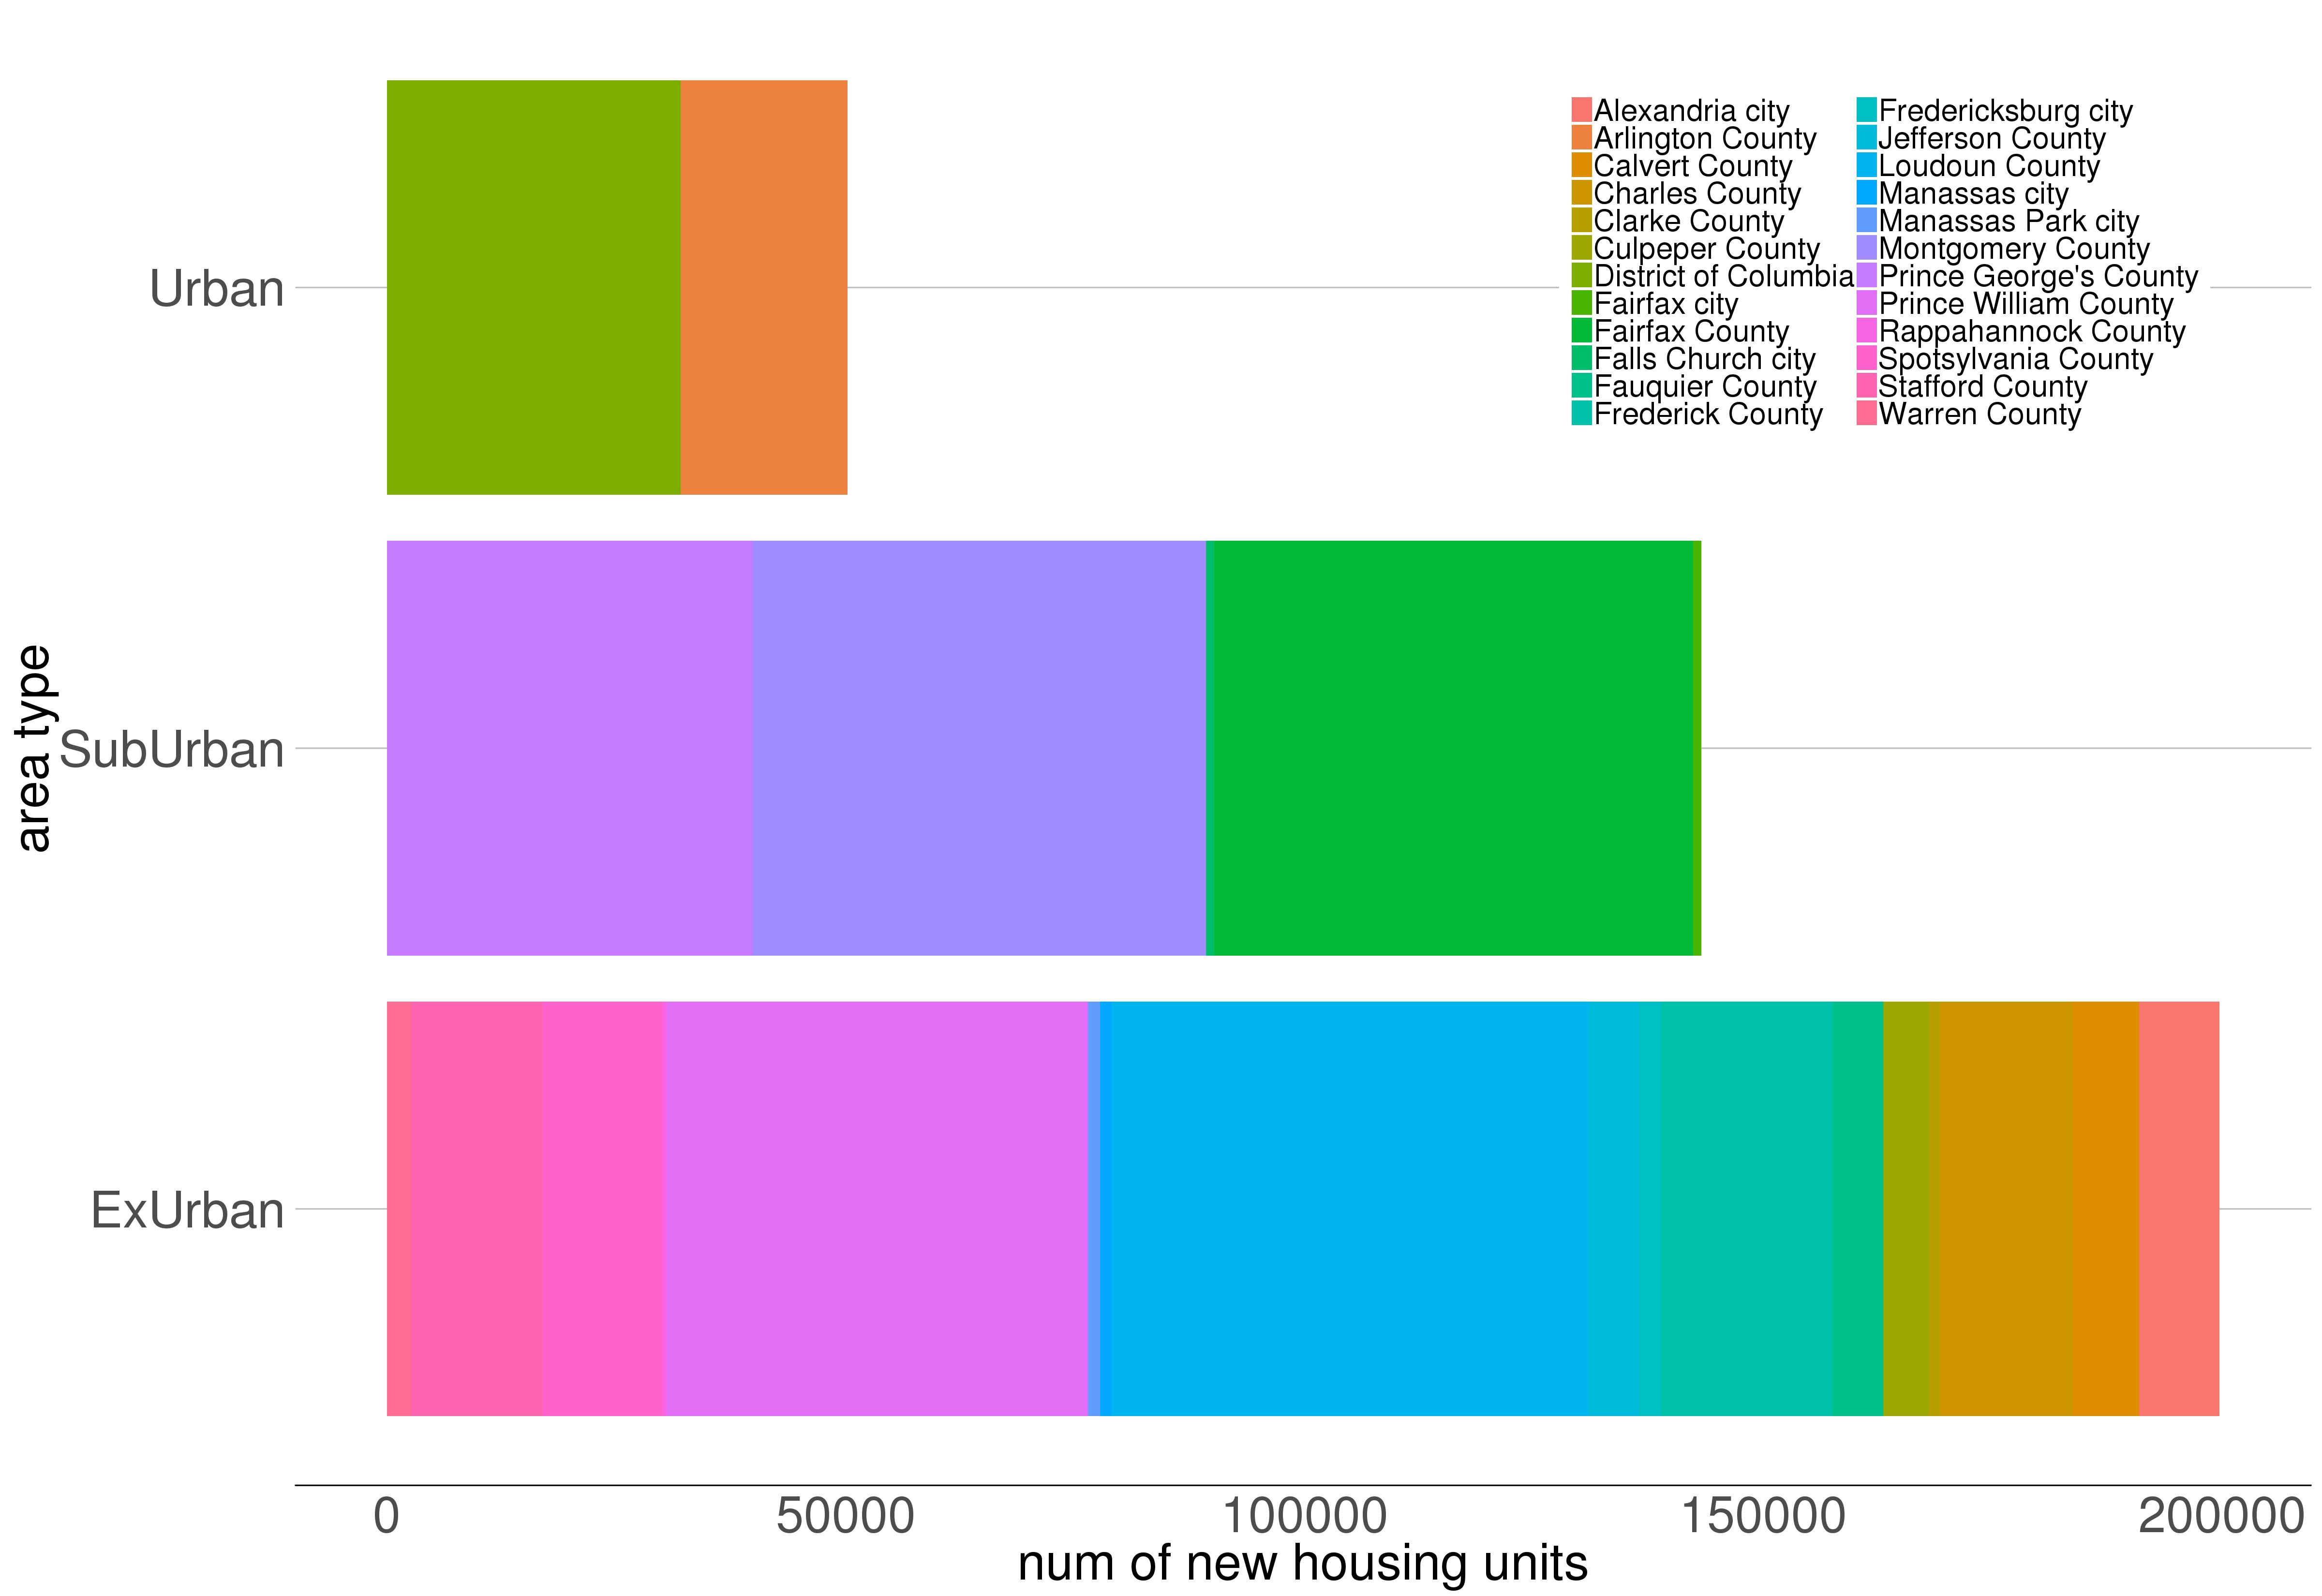 Alexandria city
Arlington County
Calvert County
Charles County
Clarke County
Culpeper County
District of Columbia
Fairfax city
Fairfax County
Falls Church city
Fauquier County
Frederick County
Fredericksburg city
Jefferson County
Loudoun County
Manassas city
Manassas Park city
Montgomery County
Prince George's County
Prince William County
Rappahannock County
Spotsylvania County
Stafford County
Warren County
Urban
SubUrban
ExUrban
area type
0 50000 100000 150000 200000
num of new housing units